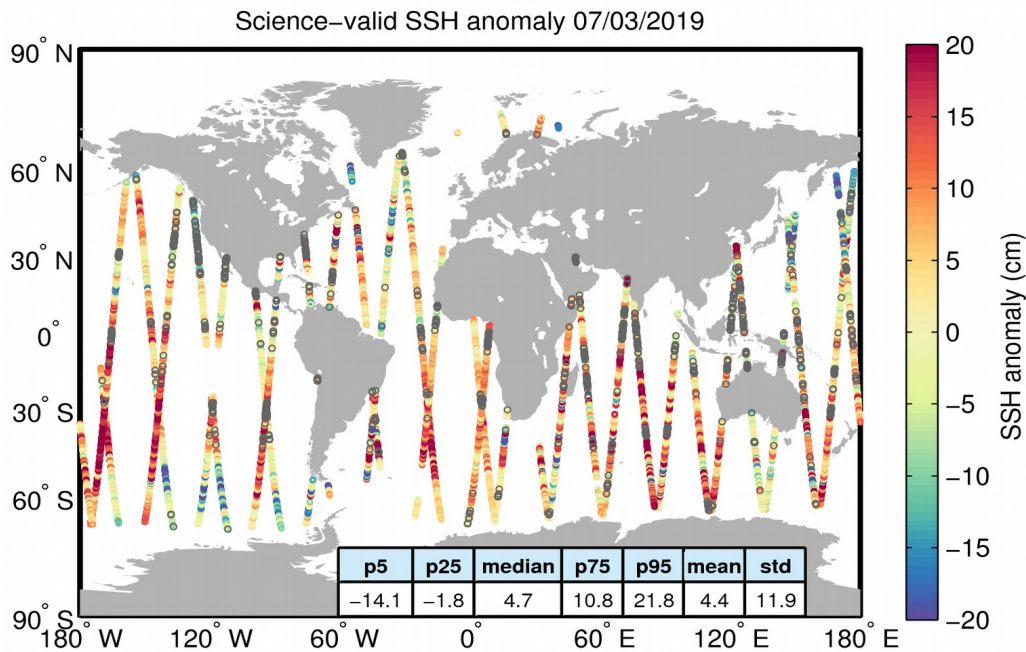 Science−valid SSH anomaly 07/03/2019
90° N
60° N
30° N
0°
30° S
60° S
90° S
180° W
120° W
60° W
0°
60° E
120° E
180° E
p5 p25 median p75 p95 mean std
−14.1 −1.8 4.7 10.8 21.8 4.4 11.9
20
15
10
5
0
−5
−10
−15
−20
SSH anomaly (cm)